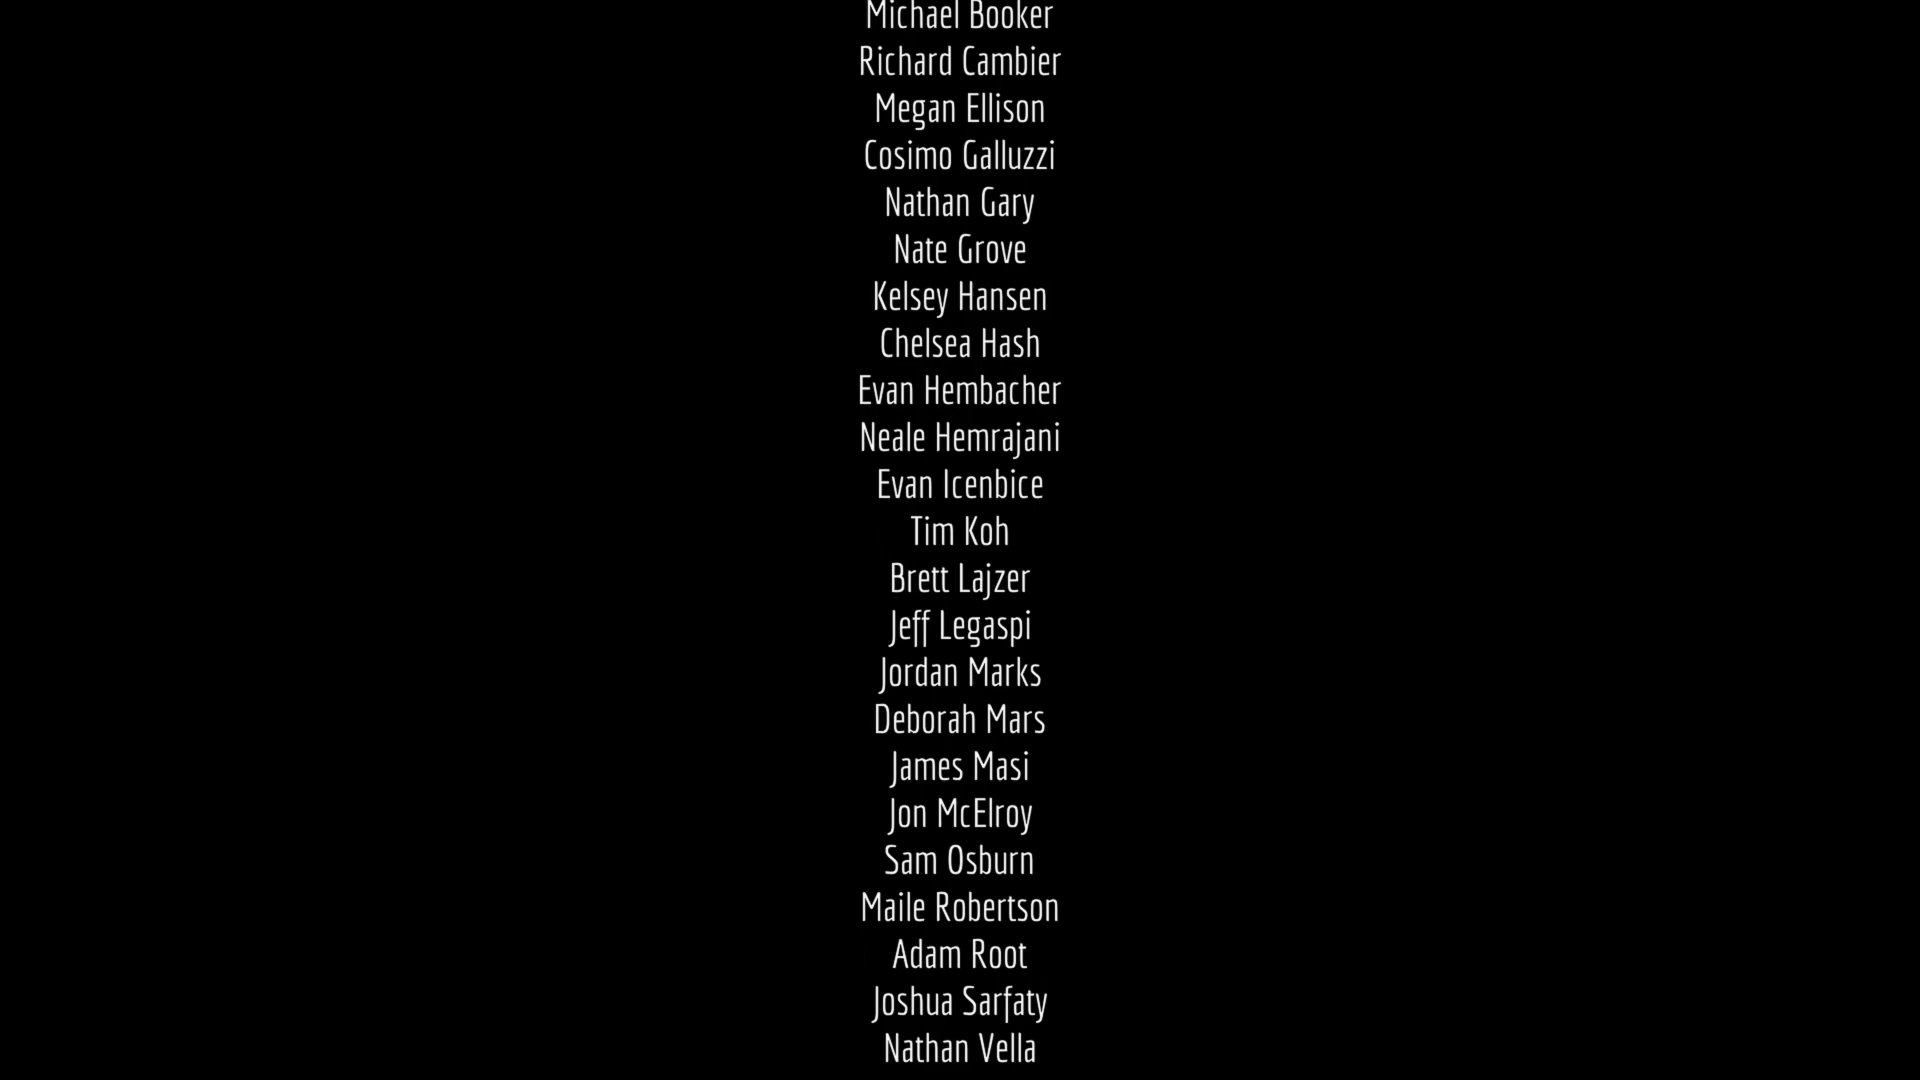 Michael Booker
Richard Cambier
Megan Ellison
Cosimo Galluzzi
Nathan Gary
Nate Grove
Kelsey Hansen
Chelsea Hash
Evan Hembacher
Neale Hemrajani
Evan Icenbice
Tim Koh
Brett Lajzer
Jeff Legaspi
Jordan Marks
Deborah Mars
James Masi
Jon McElroy
Sam Osburn
Maile Robertson
Adam Root
Joshua Sarfaty
Nathan Vella